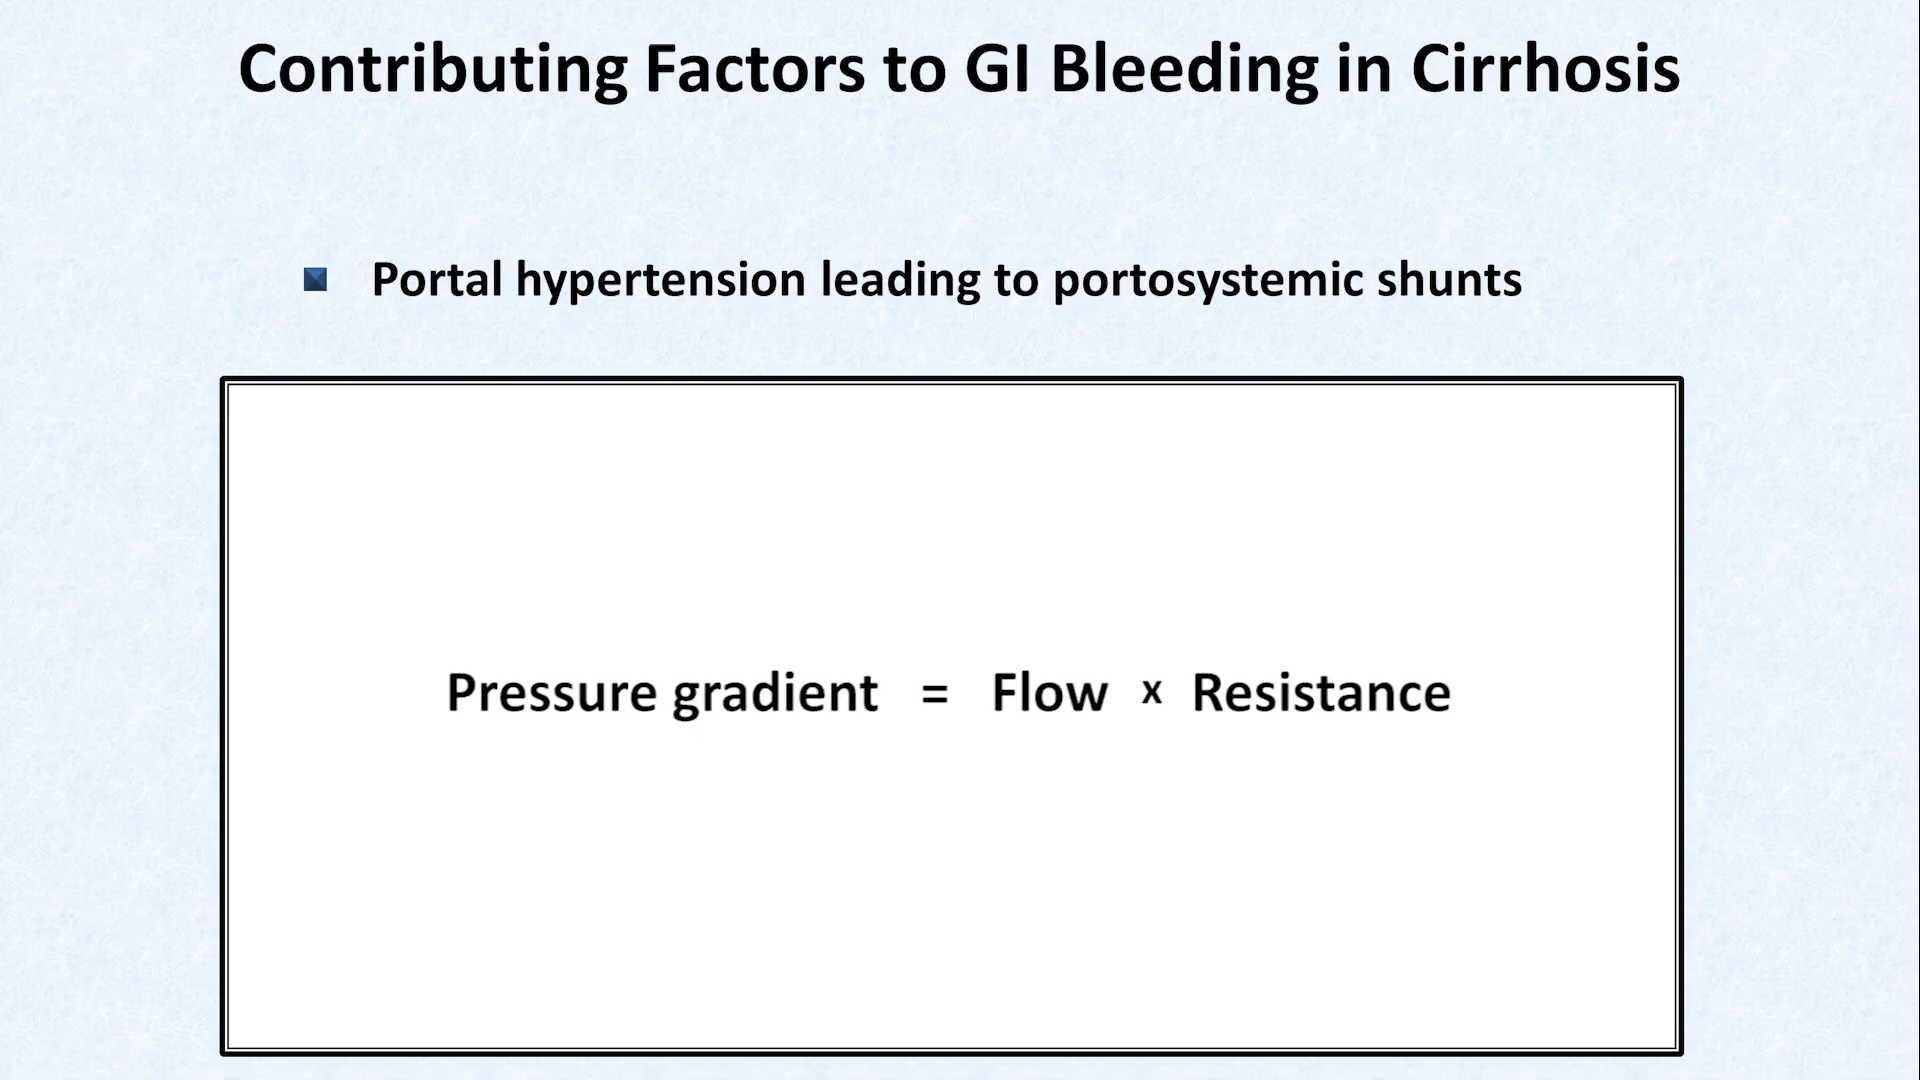 Contributing Factors to GI Bleeding in Cirrhosis
Portal hypertension leading to portosystemic shunts
Pressure gradient = Flow x Resistance